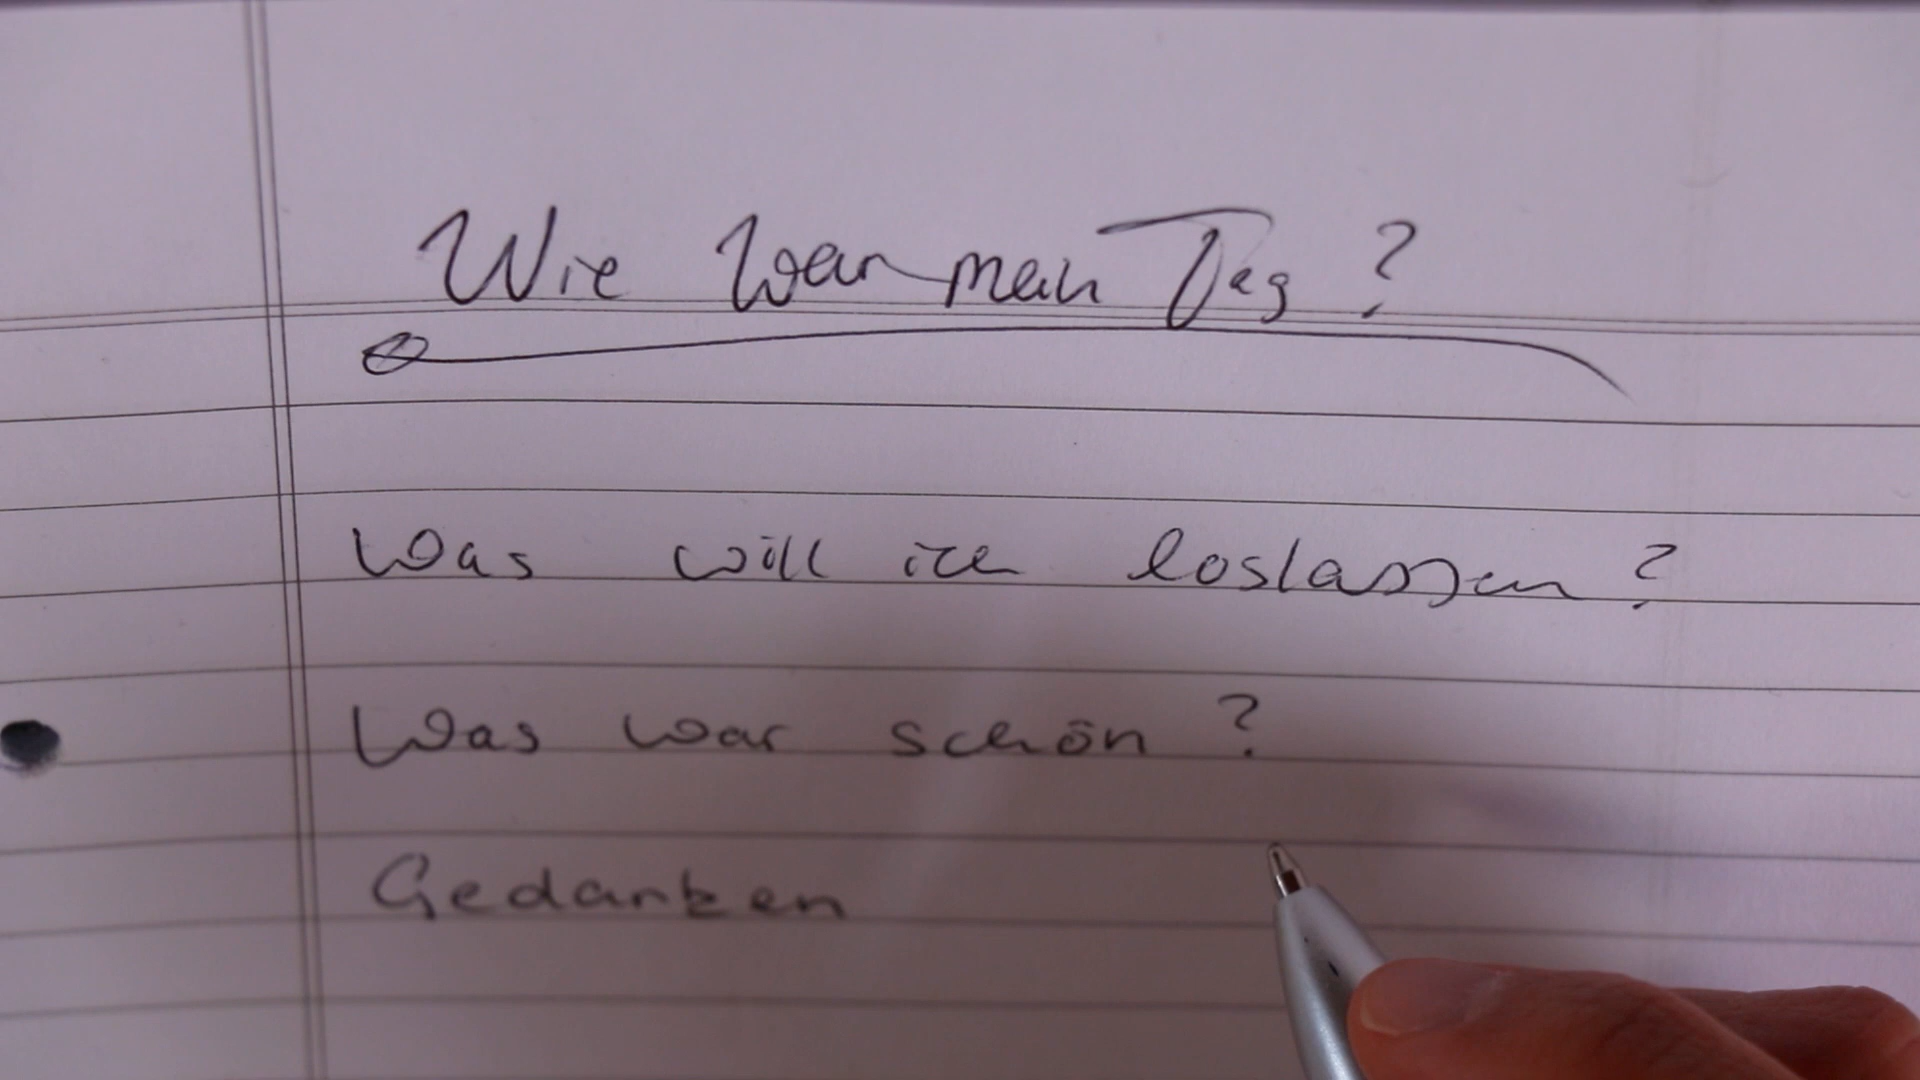 Wie war mein Tag?
Was will ich loslassen?
Was war schön?
Gedanken